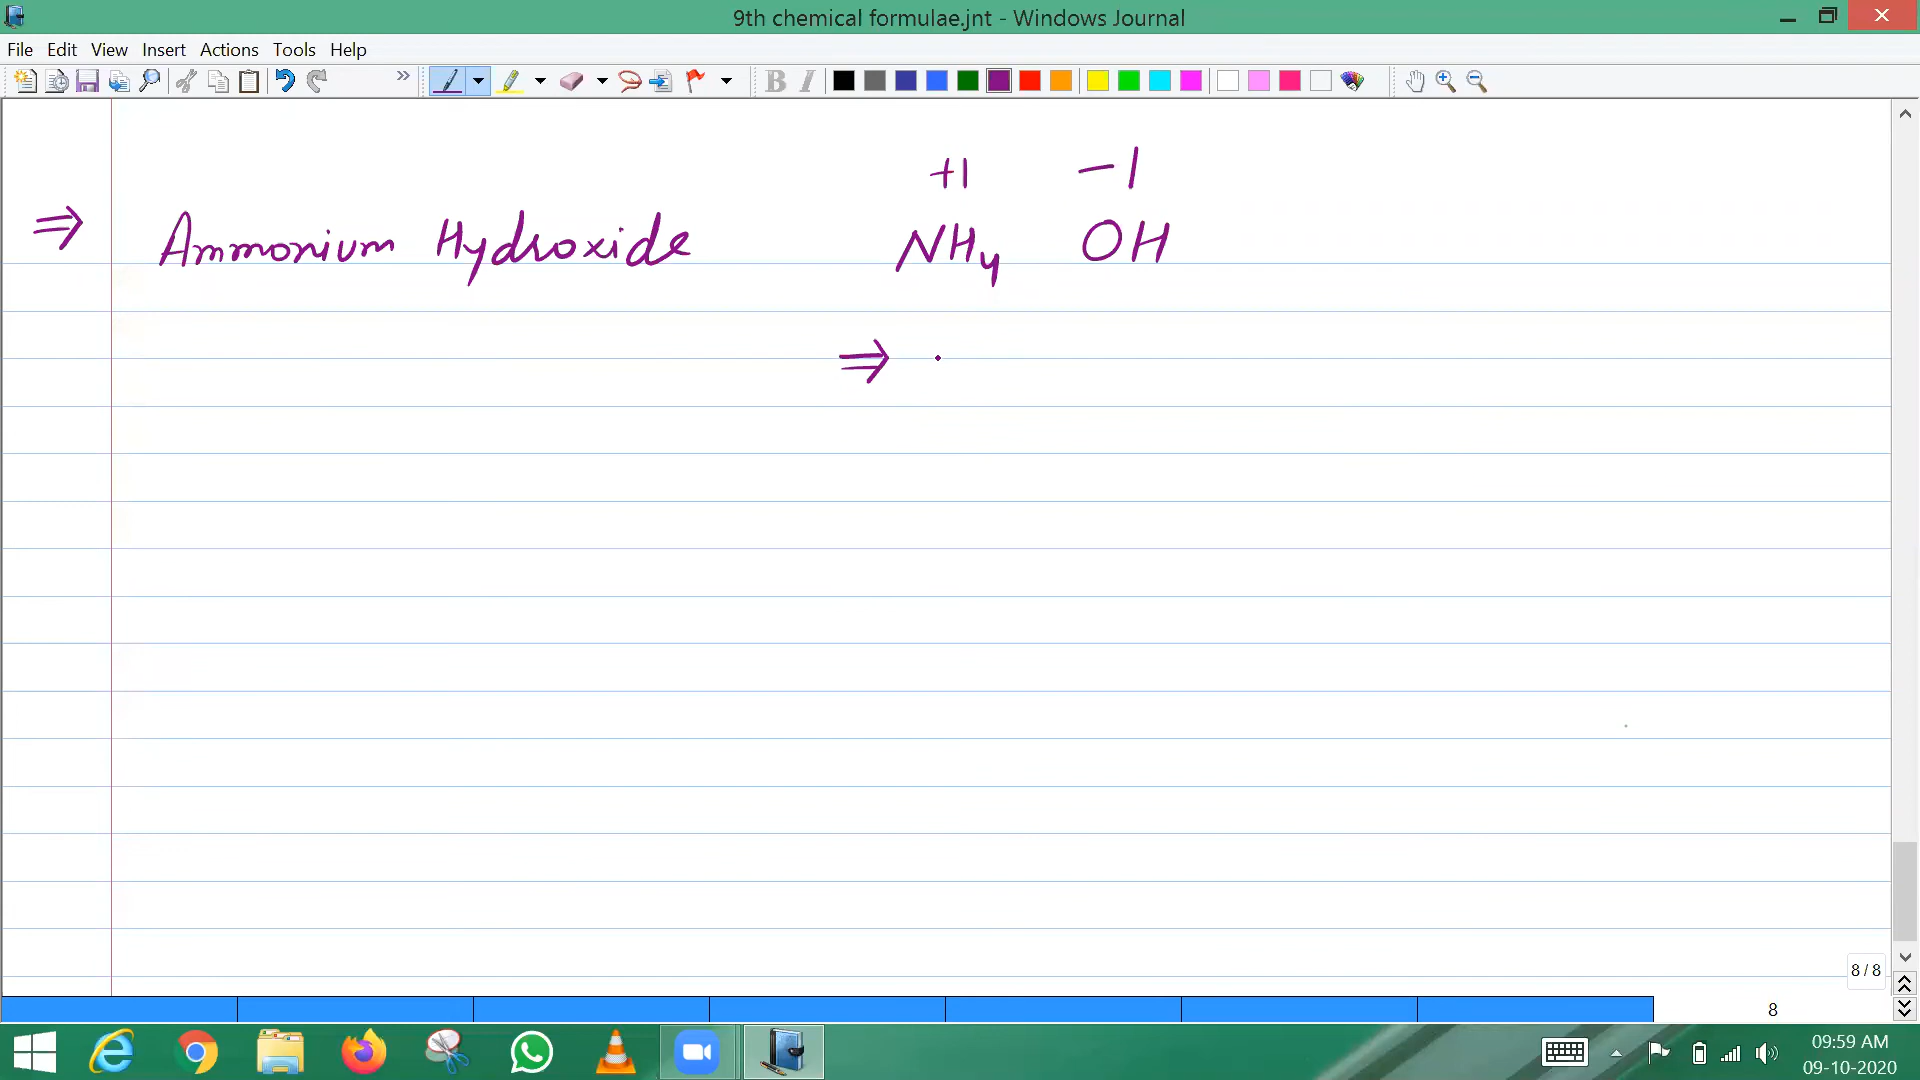 9th chemical formulae.jnt - Windows Journal
File Edit View Insert Actions Tools Help
+1 -1
⇒ Ammonium Hydroxide NH4 OH
⇒
8 / 8
8
09:59 AM
09-10-2020